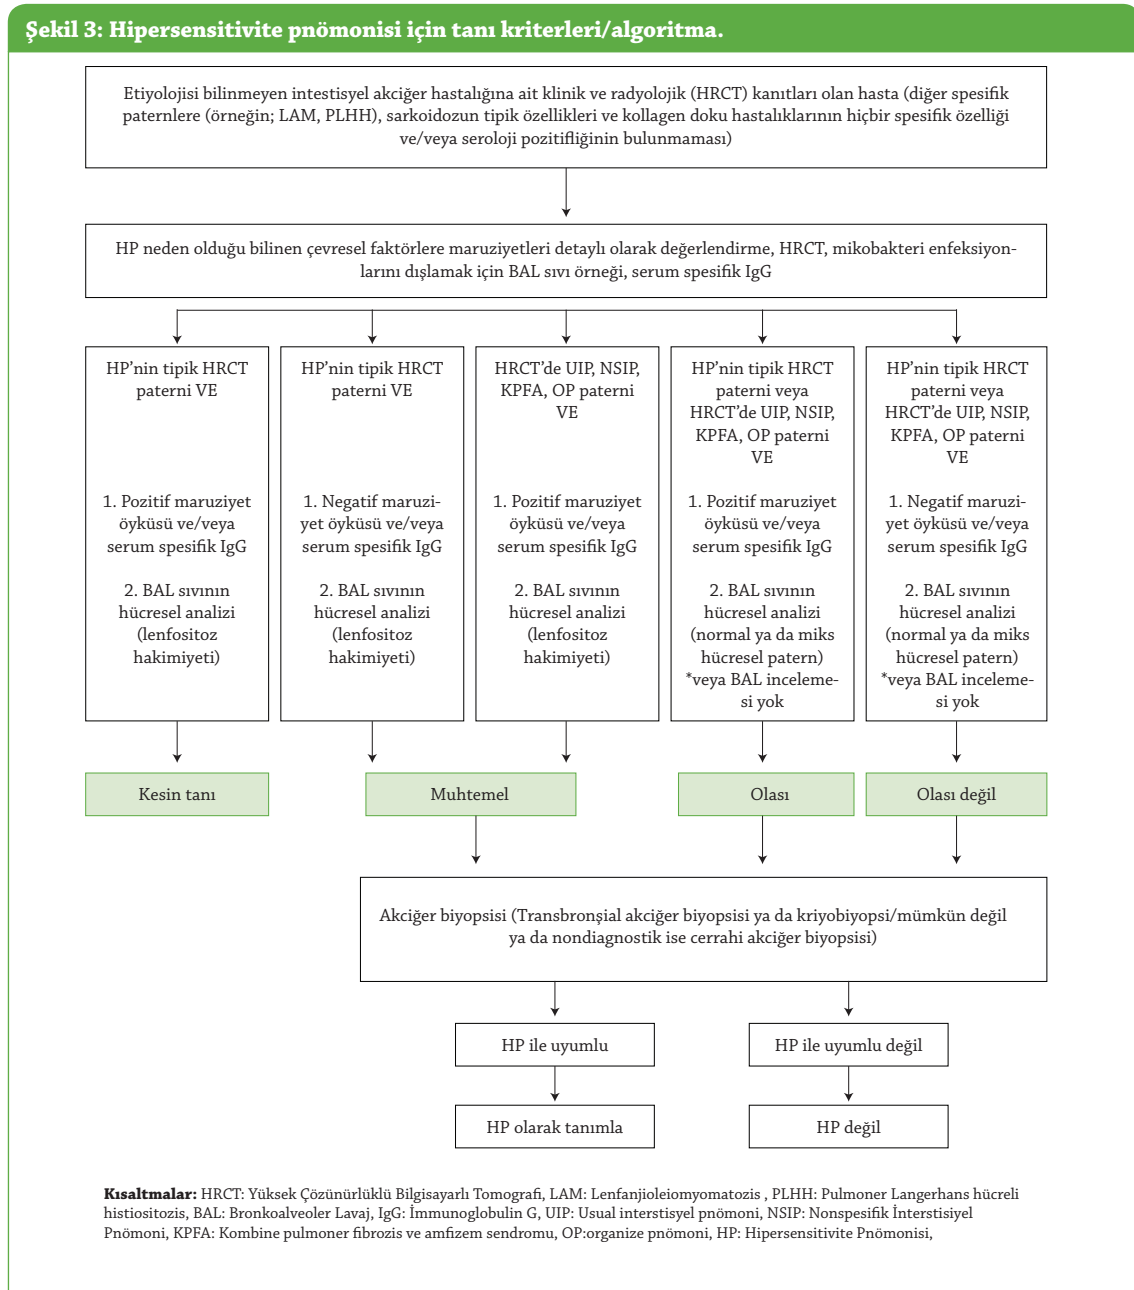 Şekil 3: Hipersensitivite pnömonisi için tanı kriterleri/algoritma.
Etiyolojisi bilinmeyen intestisyel akciğer hastalığına ait klinik ve radyolojik (HRCT) kanıtları olan hasta (diğer spesifik
paternlere (örneğin; LAM, PLHH), sarkoidozun tipik özellikleri ve kollagen doku hastalıklarının hiçbir spesifik özelliği
ve/veya seroloji pozitifliğinin bulunmaması)
HP neden olduğu bilinen çevresel faktörlere maruziyetleri detaylı olarak değerlendirme, HRCT, mikobakteri enfeksiyon-
larını dışlamak için BAL sıvı örneği, serum spesifik IgG
HP’nin tipik HRCT
paterni VE
1. Pozitif maruziyet
öyküsü ve/veya
serum spesifik IgG
2. BAL sıvının
hücresel analizi
(lenfositoz
hakimiyeti)
HP’nin tipik HRCT
paterni VE
1. Negatif maruzi-
yet öyküsü ve/veya
serum spesifik IgG
2. BAL sıvının
hücresel analizi
(lenfositoz
hakimiyeti)
HRCT’de UIP, NSIP,
KPFA, OP paterni
VE
1. Pozitif maruziyet
öyküsü ve/veya
serum spesifik IgG
2. BAL sıvının
hücresel analizi
(lenfositoz
hakimiyeti)
HP’nin tipik HRCT
paterni veya
HRCT’de UIP, NSIP,
KPFA, OP paterni
VE
1. Pozitif maruziyet
öyküsü ve/veya
serum spesifik IgG
2. BAL sıvının
hücresel analizi
(normal ya da miks
hücresel patern)
*veya BAL inceleme-
si yok
HP’nin tipik HRCT
paterni veya
HRCT’de UIP, NSIP,
KPFA, OP paterni
VE
1. Negatif maruzi-
yet öyküsü ve/veya
serum spesifik IgG
2. BAL sıvının
hücresel analizi
(normal ya da miks
hücresel patern)
*veya BAL inceleme-
si yok
Kesin tanı
Muhtemel
Olası
Olası değil
Akciğer biyopsisi (Transbronşial akciğer biyopsisi ya da kriyobiyopsi/mümkün değil
ya da nondiagnostik ise cerrahi akciğer biyopsisi)
HP ile uyumlu
HP ile uyumlu değil
HP olarak tanımla
HP değil
Kısaltmalar: HRCT: Yüksek Çözünürlüklü Bilgisayarlı Tomografi, LAM: Lenfanjioleiomyomatozis , PLHH: Pulmoner Langerhans hücreli
histiositozis, BAL: Bronkoalveoler Lavaj, IgG: İmmunoglobulin G, UIP: Usual interstisyel pnömoni, NSIP: Nonspesifik İnterstisiyel
Pnömoni, KPFA: Kombine pulmoner fibrozis ve amfizem sendromu, OP:organize pnömoni, HP: Hipersensitivite Pnömonisi,